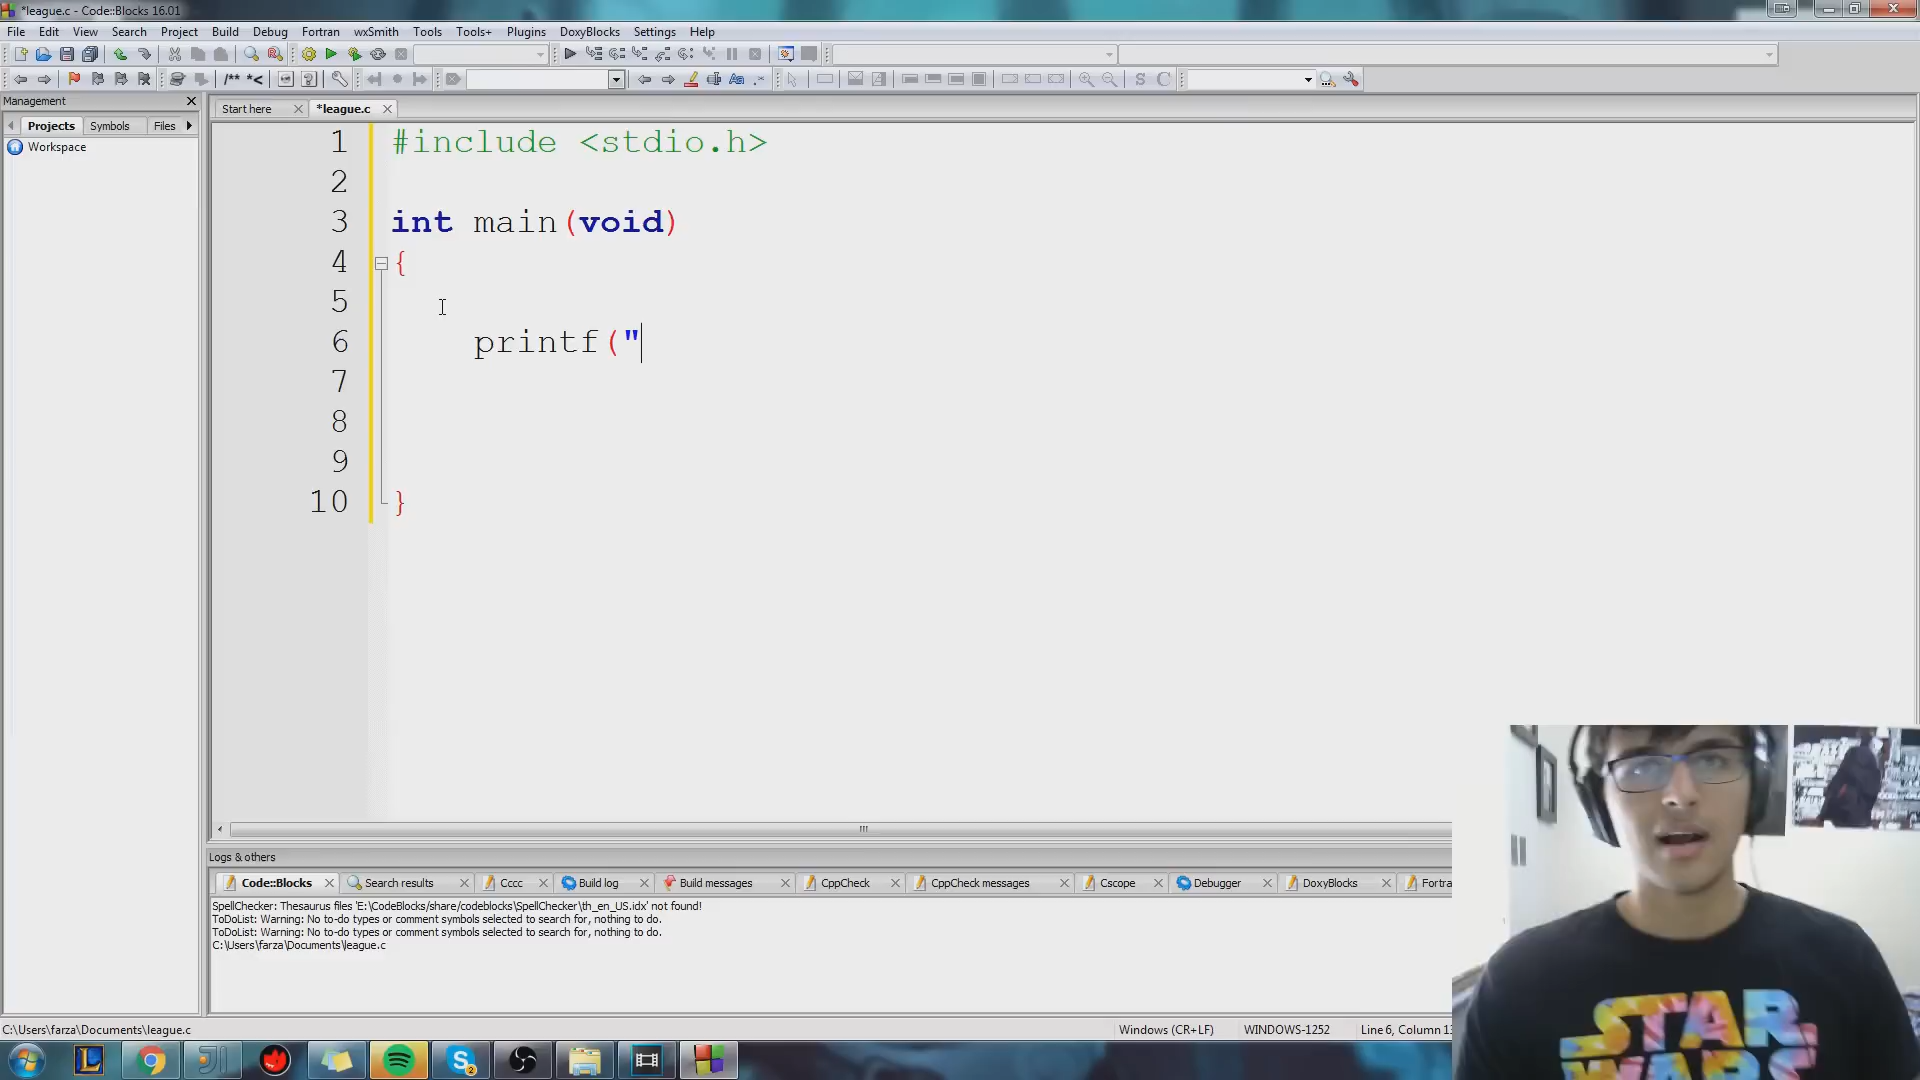 *league.c - Code::Blocks 16.01
File Edit View Search Project Build Debug Fortran wxSmith Tools Tools+ Plugins DoxyBlocks Settings Help
/** *<
Management
Projects Symbols Files
Workspace
Start here *league.c
1 #include <stdio.h>
2
3 int main(void)
4 {
5
6 printf("
7
8
9
10 }
Logs & others
Code::Blocks Search results Cccc Build log Build messages CppCheck CppCheck messages Cscope Debugger DoxyBlocks Fortra
SpellChecker: Thesaurus files 'E:\CodeBlocks/share/codeblocks\SpellChecker\th_en_US.idx' not found!
ToDoList: Warning: No to-do types or comment symbols selected to search for, nothing to do.
ToDoList: Warning: No to-do types or comment symbols selected to search for, nothing to do.
C:\Users\farza\Documents\league.c
C:\Users\farza\Documents\league.c Windows (CR+LF) WINDOWS-1252 Line 6, Column 13
STAR
WARS